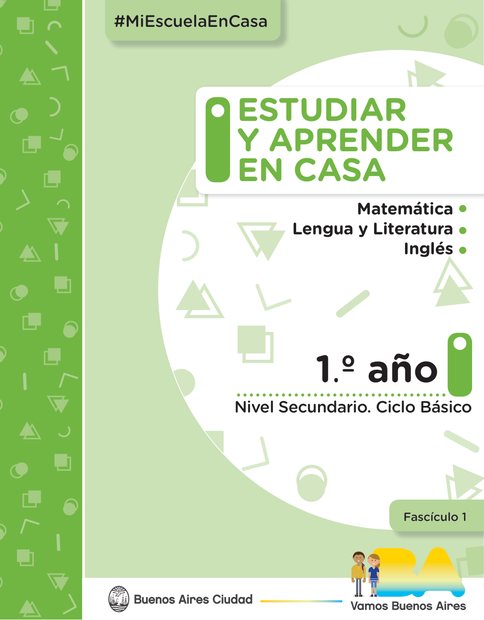 #MiEscuelaEnCasa
ESTUDIAR
Y APRENDER
EN CASA
Matemática
Lengua y Literatura
Inglés
1.º año
Nivel Secundario. Ciclo Básico
Fascículo 1
BA
Buenos Aires Ciudad
Vamos Buenos Aires